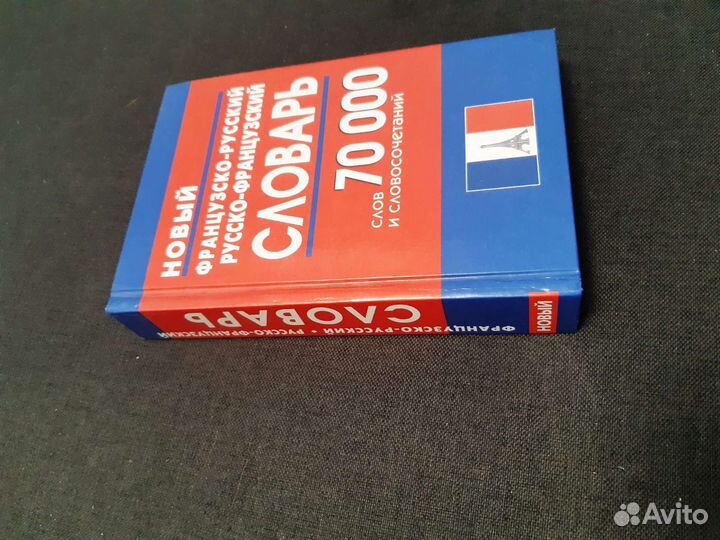 НОВЫЙ
ФРАНЦУЗСКО-РУССКИЙ
РУССКО-ФРАНЦУЗСКИЙ
СЛОВАРЬ
70 000
СЛОВ
И СЛОВОСОЧЕТАНИЙ
НОВЫЙ
ФРАНЦУЗСКО-РУССКИЙ • РУССКО-ФРАНЦУЗСКИЙ
СЛОВАРЬ
Avito